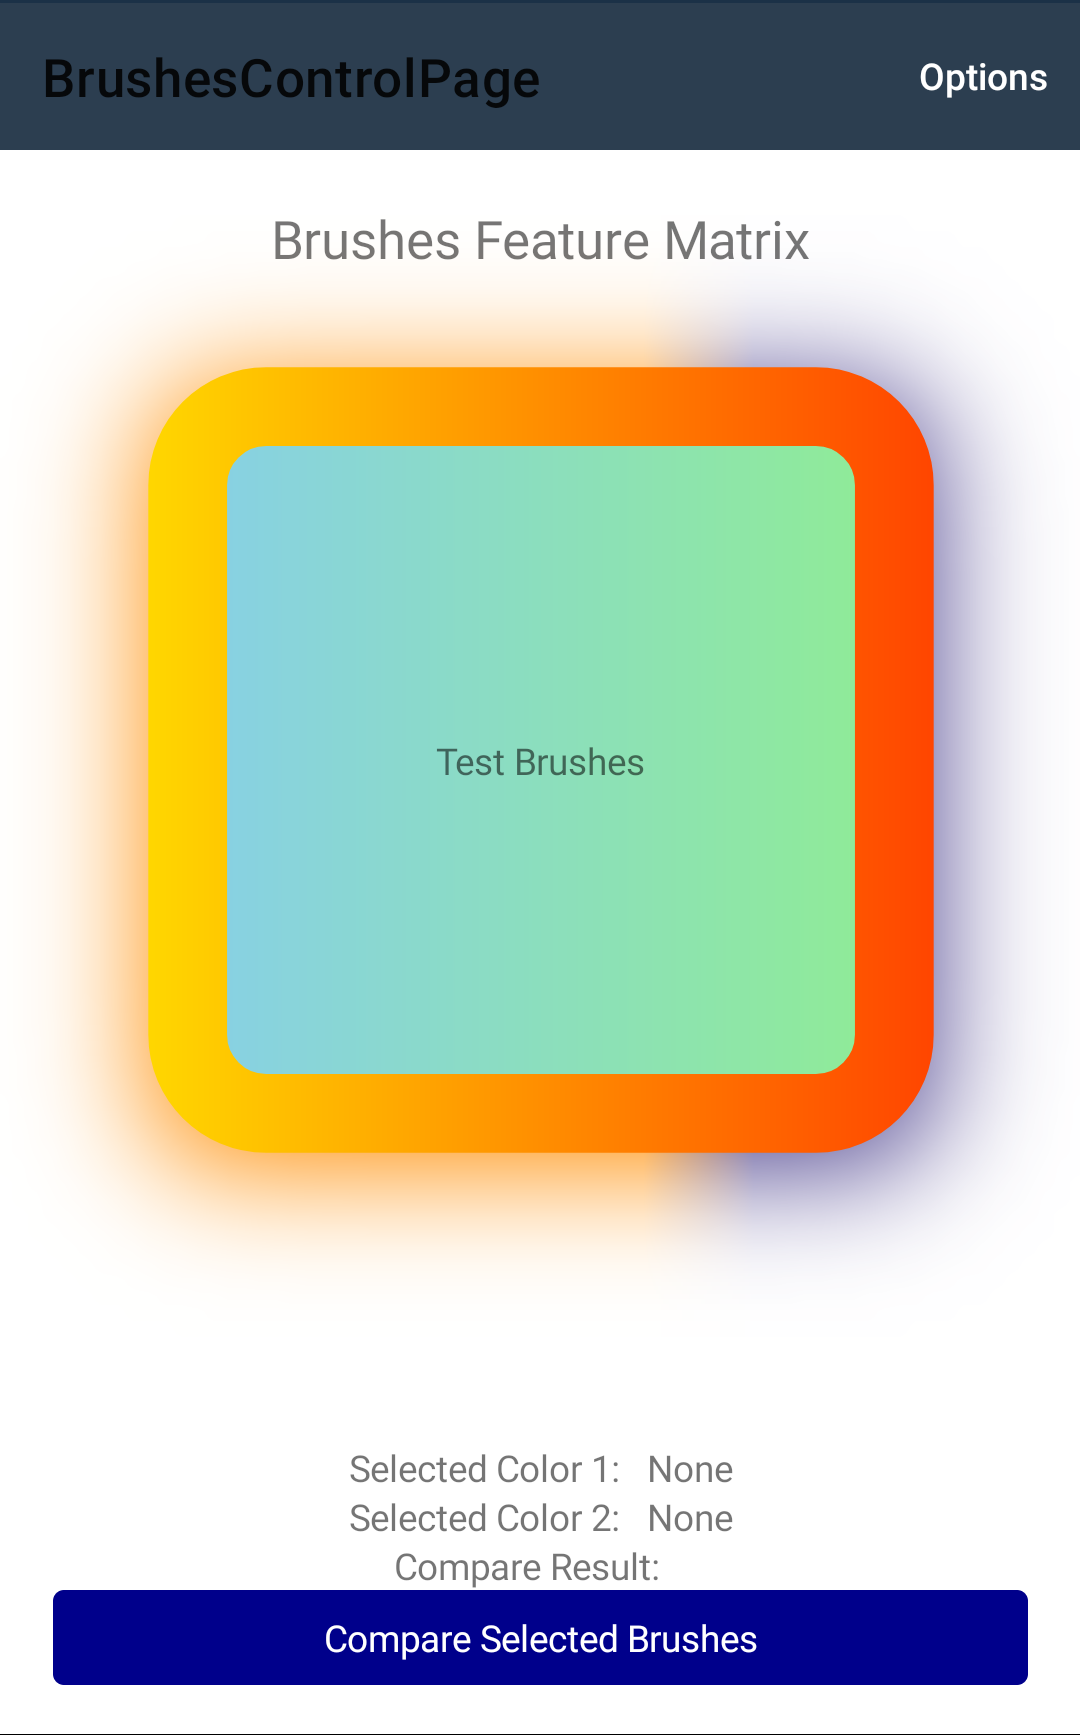 BrushesControlPage
Options
Brushes Feature Matrix
Test Brushes
Selected Color 1: None
Selected Color 2: None
Compare Result:
Compare Selected Brushes